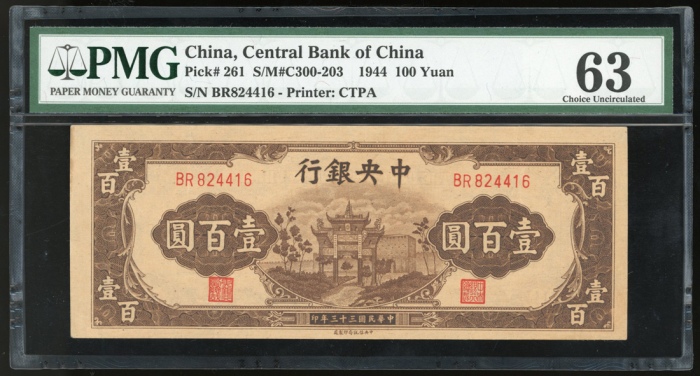 PMG
PAPER MONEY GUARANTY
China, Central Bank of China
Pick# 261 S/M#C300-203 1944 100 Yuan
S/N BR824416 - Printer: CTPA
63
Choice Uncirculated
行銀央中
BR 824416
BR 824416
壹百
壹百
圓百壹
圓百壹
壹百
壹百
印年三十三國民華中